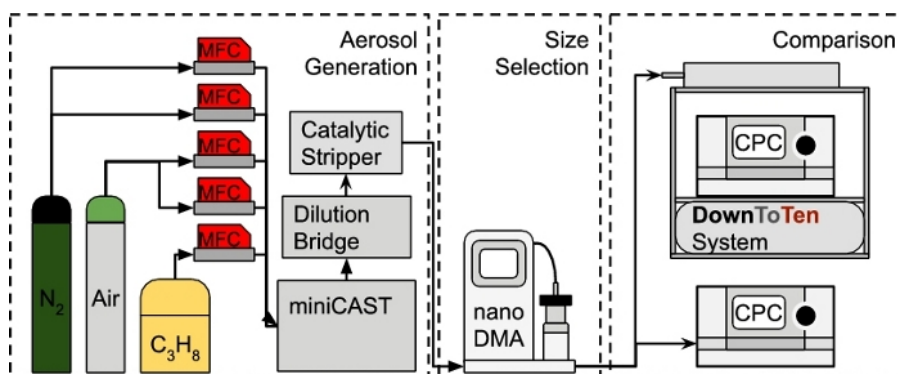 Aerosol
Generation
Size
Selection
Comparison
MFC
MFC
MFC
MFC
MFC
N₂
Air
C₃H₈
Catalytic
Stripper
Dilution
Bridge
miniCAST
nano
DMA
CPC
DownToTen
System
CPC